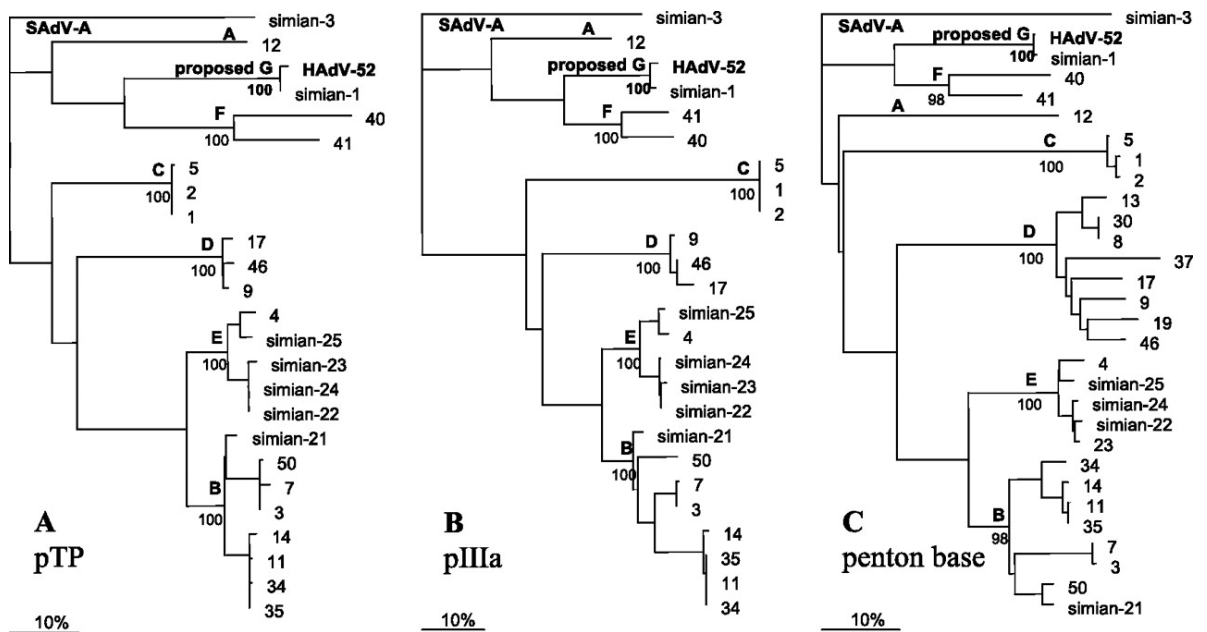 SAdV-A
simian-3
A
12
proposed G
HAdV-52
100
simian-1
F
40
100
41
C
5
100
2
1
D
17
100
46
9
4
E
simian-25
100
simian-23
simian-24
simian-22
simian-21
50
B
7
100
3
14
11
34
35
A
pTP
10%
SAdV-A
simian-3
A
12
proposed G
HAdV-52
100
simian-1
F
41
100
40
C
5
100
1
2
D
9
100
46
17
simian-25
E
4
100
simian-24
simian-23
simian-22
simian-21
B
50
100
7
3
14
35
11
34
B
pIIIa
10%
SAdV-A
simian-3
proposed G
HAdV-52
100
simian-1
F
40
98
41
A
12
C
5
100
1
2
13
D
30
100
8
37
17
9
19
46
4
E
simian-25
100
simian-24
simian-22
23
34
14
B
11
98
35
7
3
50
simian-21
C
penton base
10%